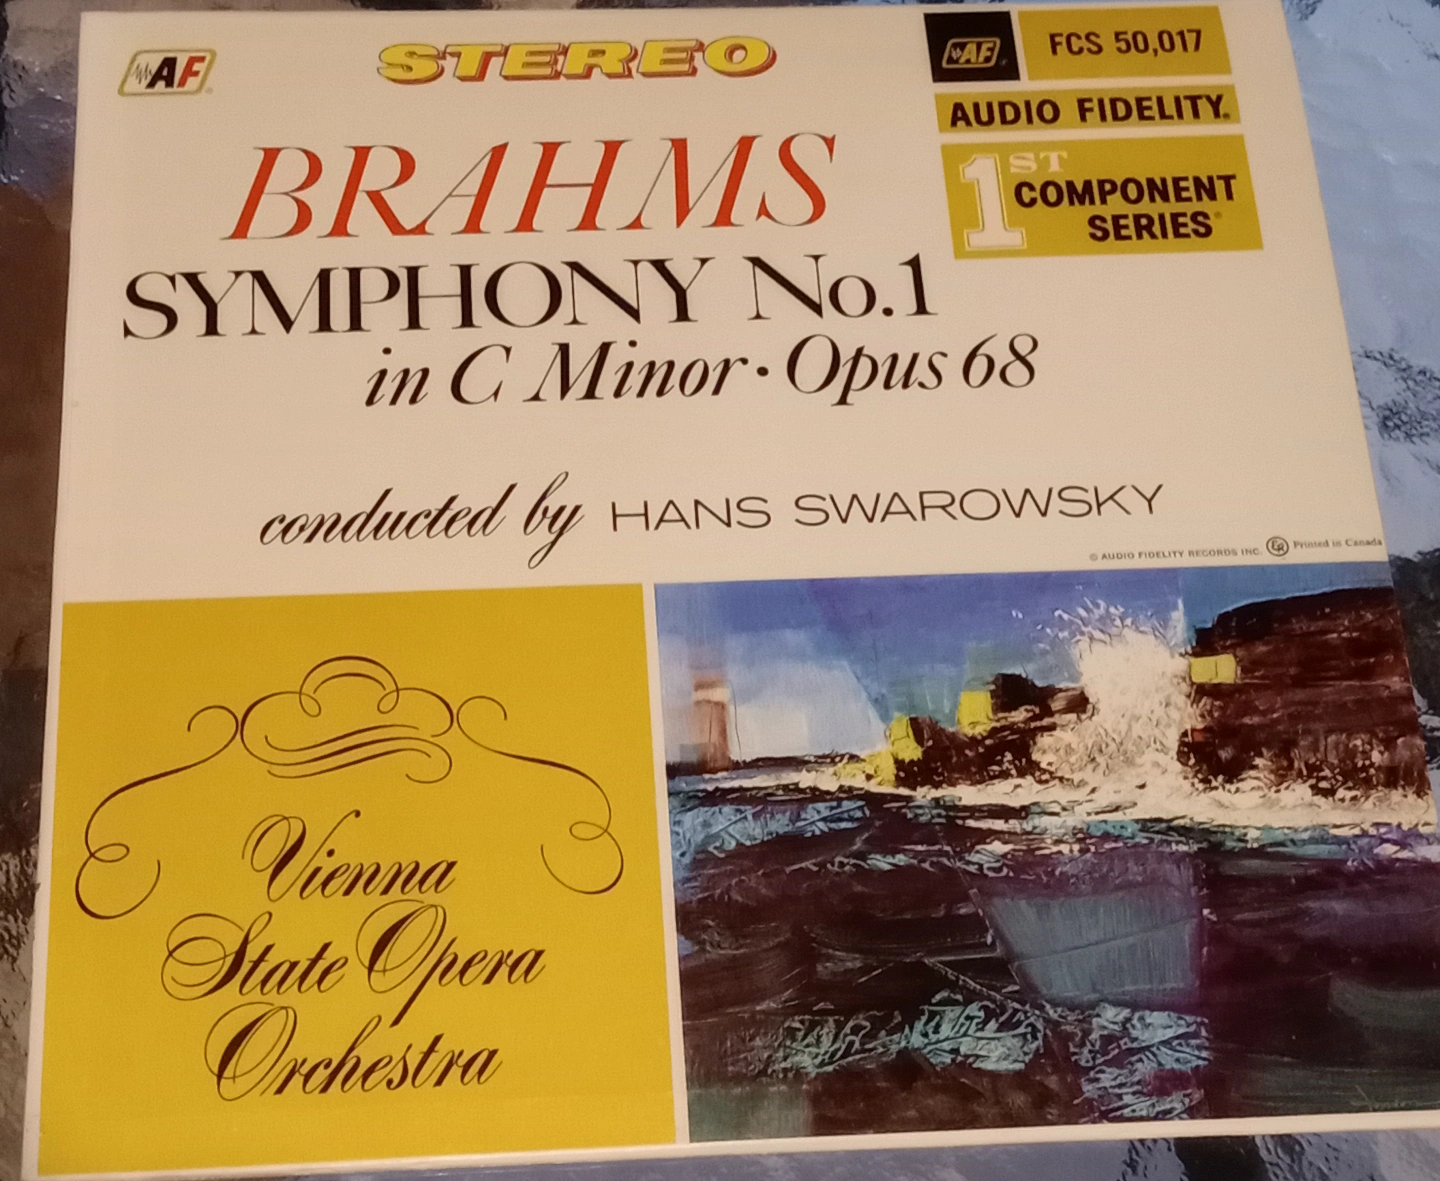 AF
STEREO
AF
FCS 50,017
AUDIO FIDELITY®
1ST
COMPONENT
SERIES®
BRAHMS
SYMPHONY No.1
in C Minor · Opus 68
conducted by HANS SWAROWSKY
© AUDIO FIDELITY RECORDS INC. Printed in Canada
Vienna
State Opera
Orchestra